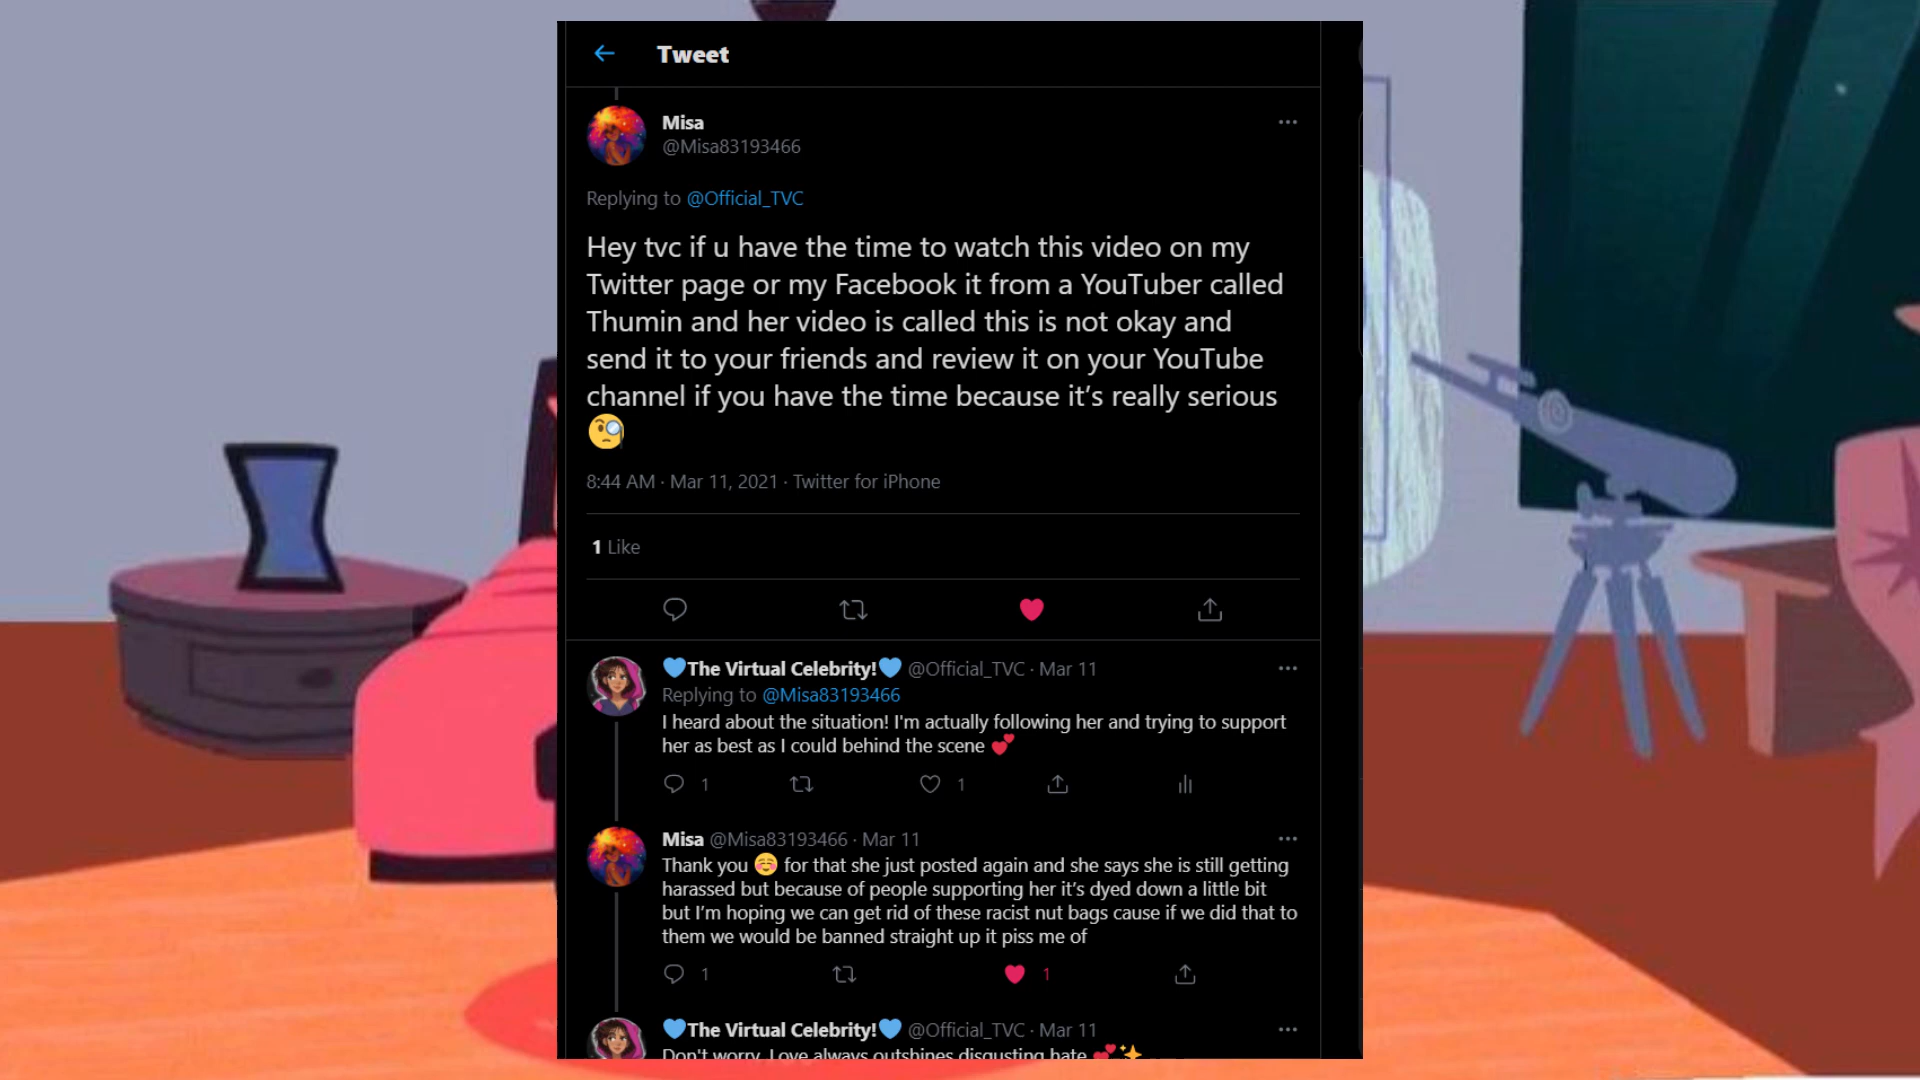 Tweet
Misa
@Misa83193466
Replying to @Official_TVC
Hey tvc if u have the time to watch this video on my
Twitter page or my Facebook it from a YouTuber called
Thumin and her video is called this is not okay and
send it to your friends and review it on your YouTube
channel if you have the time because it’s really serious
🧐
8:44 AM · Mar 11, 2021 · Twitter for iPhone
1 Like
💙The Virtual Celebrity!💙 @Official_TVC · Mar 11
Replying to @Misa83193466
I heard about the situation! I'm actually following her and trying to support
her as best as I could behind the scene 💕
1 1
Misa @Misa83193466 · Mar 11
Thank you ☺️ for that she just posted again and she says she is still getting
harassed but because of people supporting her it’s dyed down a little bit
but I’m hoping we can get rid of these racist nut bags cause if we did that to
them we would be banned straight up it piss me of
1 1
💙The Virtual Celebrity!💙 @Official_TVC · Mar 11
Don't worry. Love always outshines disgusting hate 💕✨